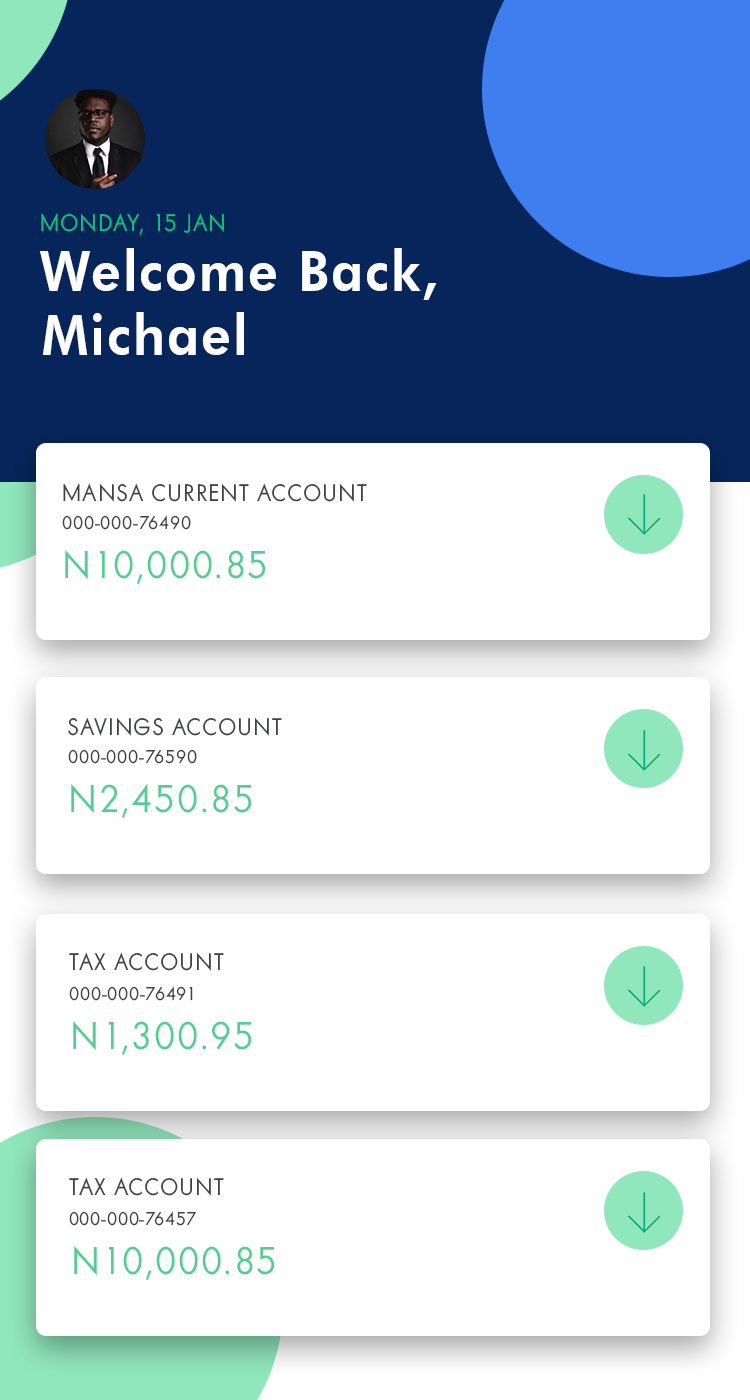 MONDAY, 15 JAN
Welcome Back,
Michael
MANSA CURRENT ACCOUNT
000-000-76490
N10,000.85
SAVINGS ACCOUNT
000-000-76590
N2,450.85
TAX ACCOUNT
000-000-76491
N1,300.95
TAX ACCOUNT
000-000-76457
N10,000.85